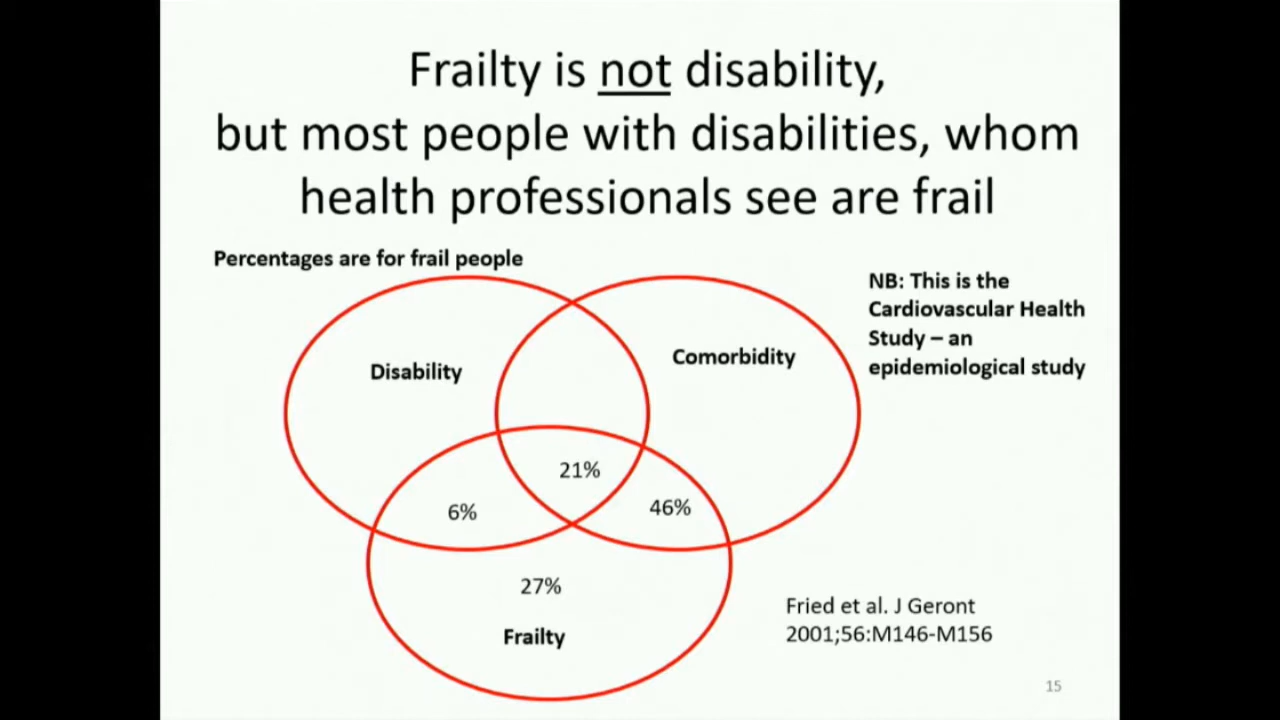 Frailty is not disability,
but most people with disabilities, whom
health professionals see are frail
Percentages are for frail people
NB: This is the
Cardiovascular Health
Study – an
epidemiological study
Disability
Comorbidity
21%
6%
46%
27%
Frailty
Fried et al. J Geront
2001;56:M146-M156
15